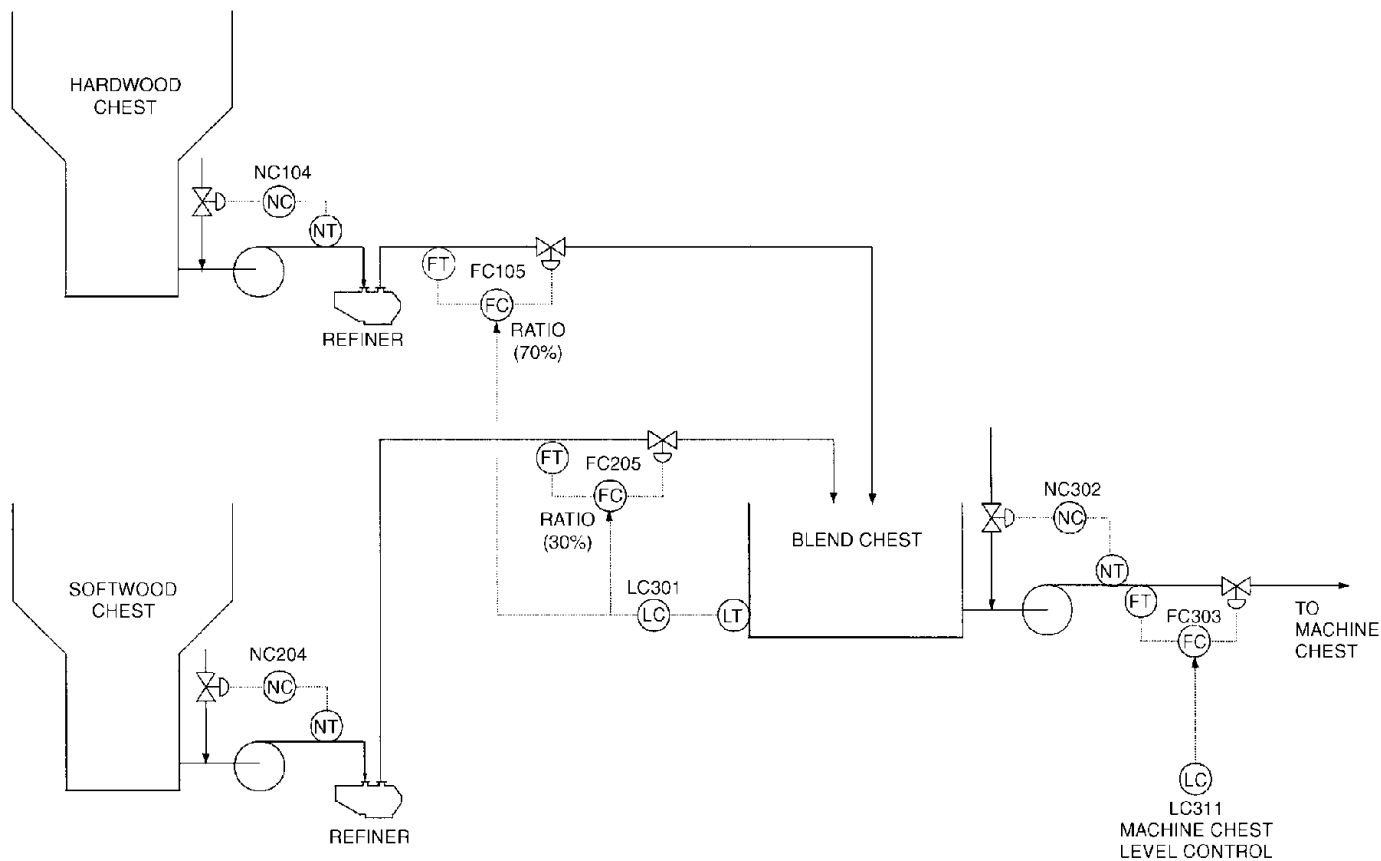 HARDWOOD
CHEST
NC104
NC
NT
FT
FC105
FC
REFINER
RATIO
(70%)
FT
FC205
FC
RATIO
(30%)
NC302
NC
BLEND CHEST
NT
SOFTWOOD
CHEST
LC301
LC
LT
FT
FC303
FC
TO
MACHINE
CHEST
NC204
NC
NT
REFINER
LC
LC311
MACHINE CHEST
LEVEL CONTROL